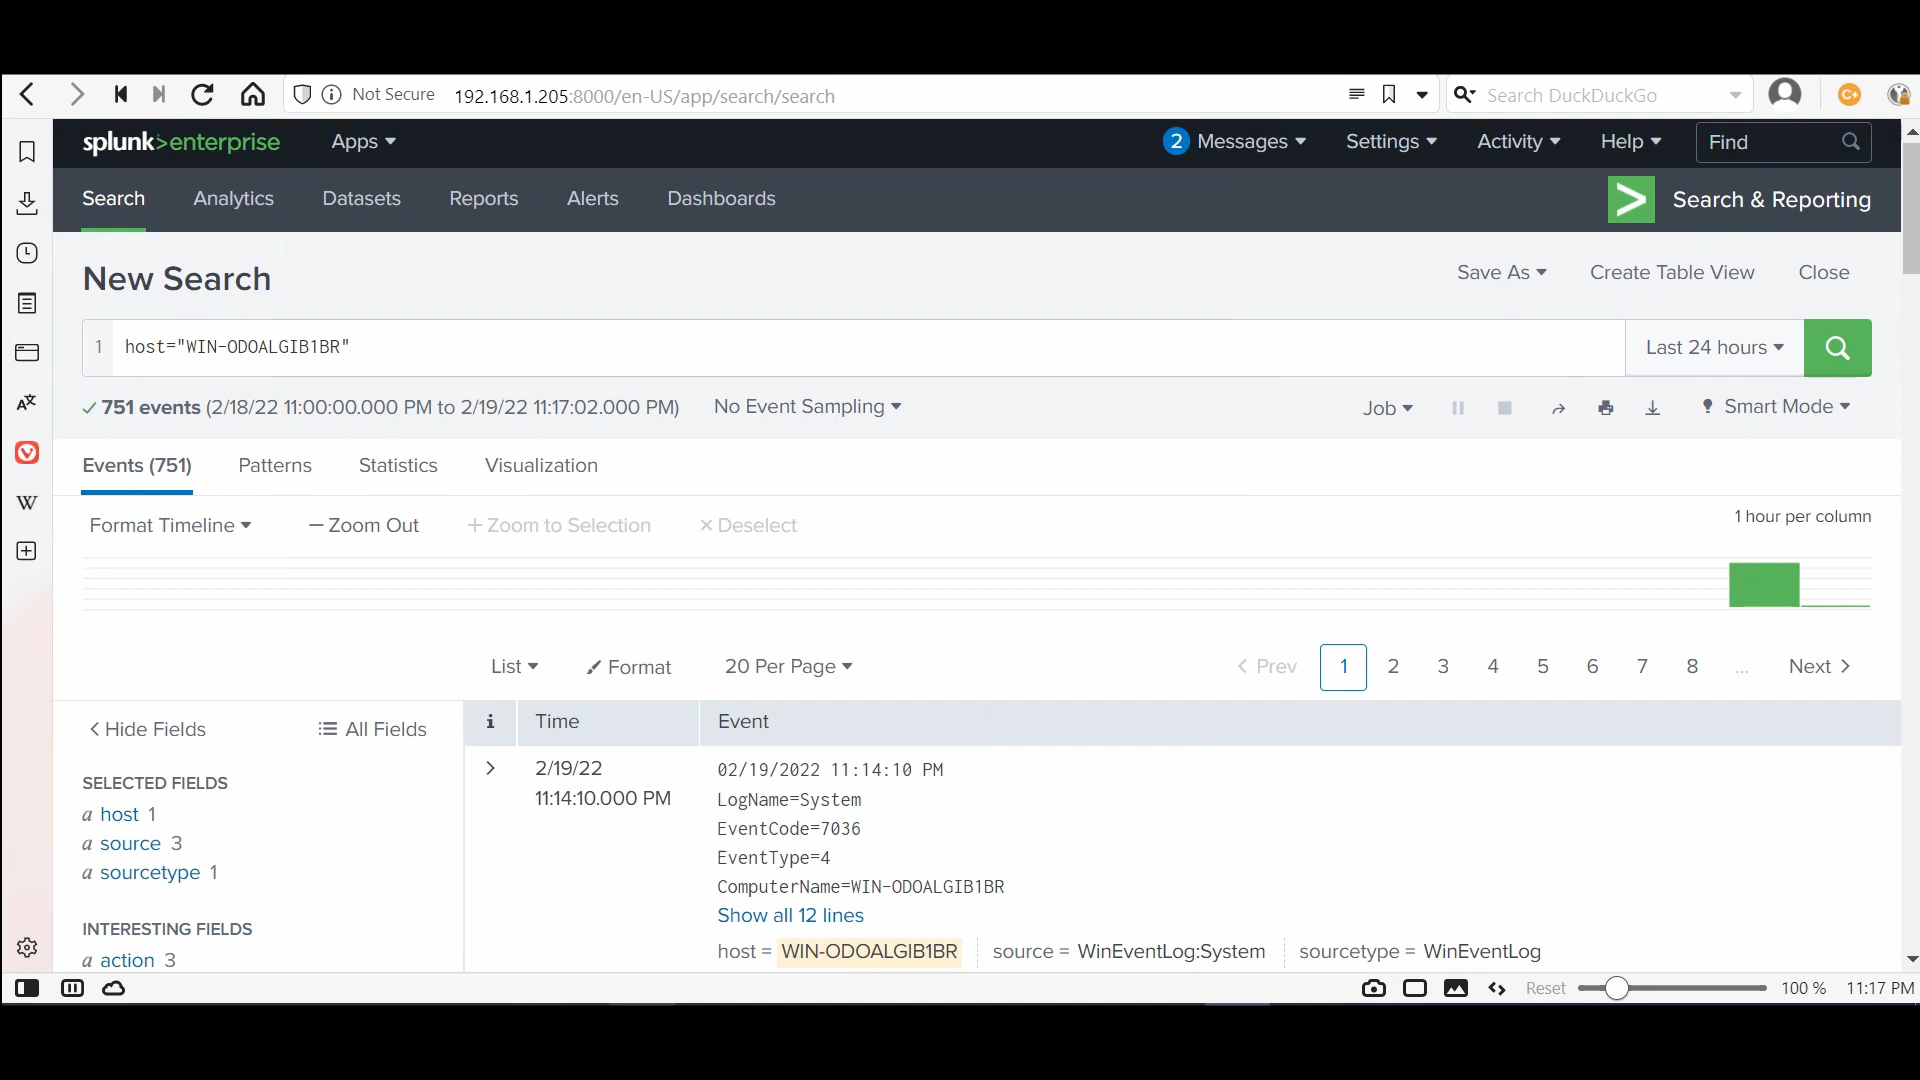 Not Secure 192.168.1.205:8000/en-US/app/search/search Search DuckDuckGo
splunk>enterprise Apps 2 Messages Settings Activity Help Find
Search Analytics Datasets Reports Alerts Dashboards Search & Reporting
New Search Save As Create Table View Close
1 host="WIN-ODOALGIB1BR" Last 24 hours
751 events (2/18/22 11:00:00.000 PM to 2/19/22 11:17:02.000 PM) No Event Sampling Job Smart Mode
Events (751) Patterns Statistics Visualization
Format Timeline — Zoom Out + Zoom to Selection × Deselect 1 hour per column
List Format 20 Per Page < Prev 1 2 3 4 5 6 7 8 ... Next >
< Hide Fields All Fields i Time Event
SELECTED FIELDS
a host 1
a source 3
a sourcetype 1
INTERESTING FIELDS
a action 3
> 2/19/22
11:14:10.000 PM
02/19/2022 11:14:10 PM
LogName=System
EventCode=7036
EventType=4
ComputerName=WIN-ODOALGIB1BR
Show all 12 lines
host = WIN-ODOALGIB1BR source = WinEventLog:System sourcetype = WinEventLog
Reset 100 % 11:17 PM